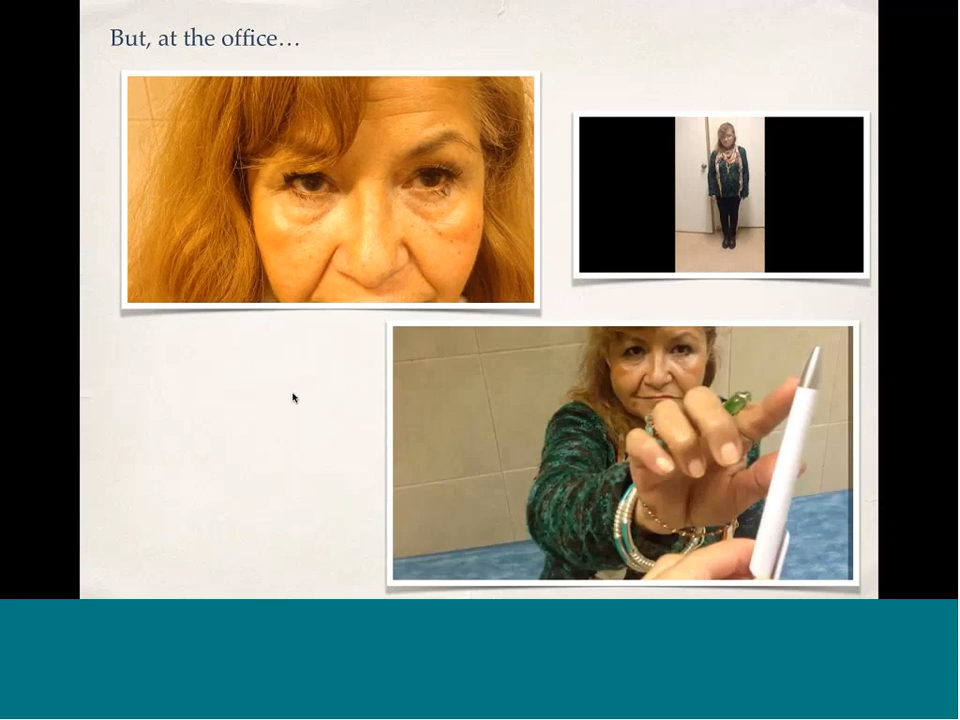 But, at the office…